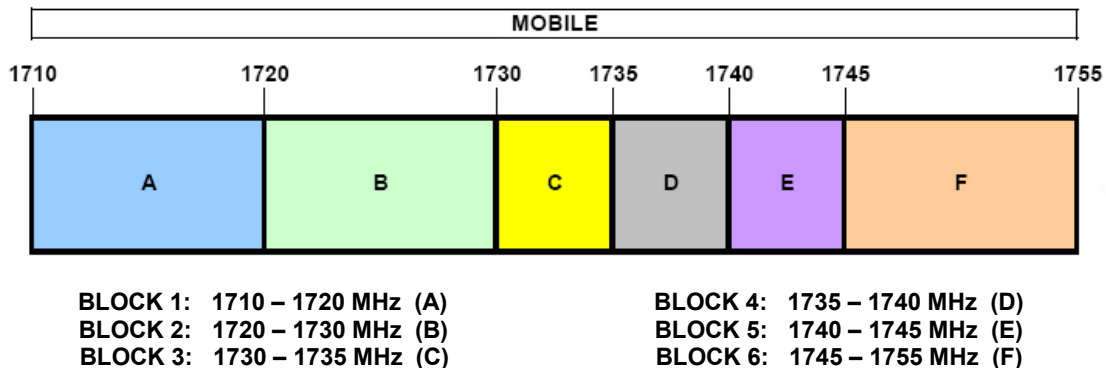 MOBILE
1710 1720 1730 1735 1740 1745 1755
A B C D E F
BLOCK 1: 1710 – 1720 MHz (A)
BLOCK 2: 1720 – 1730 MHz (B)
BLOCK 3: 1730 – 1735 MHz (C)
BLOCK 4: 1735 – 1740 MHz (D)
BLOCK 5: 1740 – 1745 MHz (E)
BLOCK 6: 1745 – 1755 MHz (F)